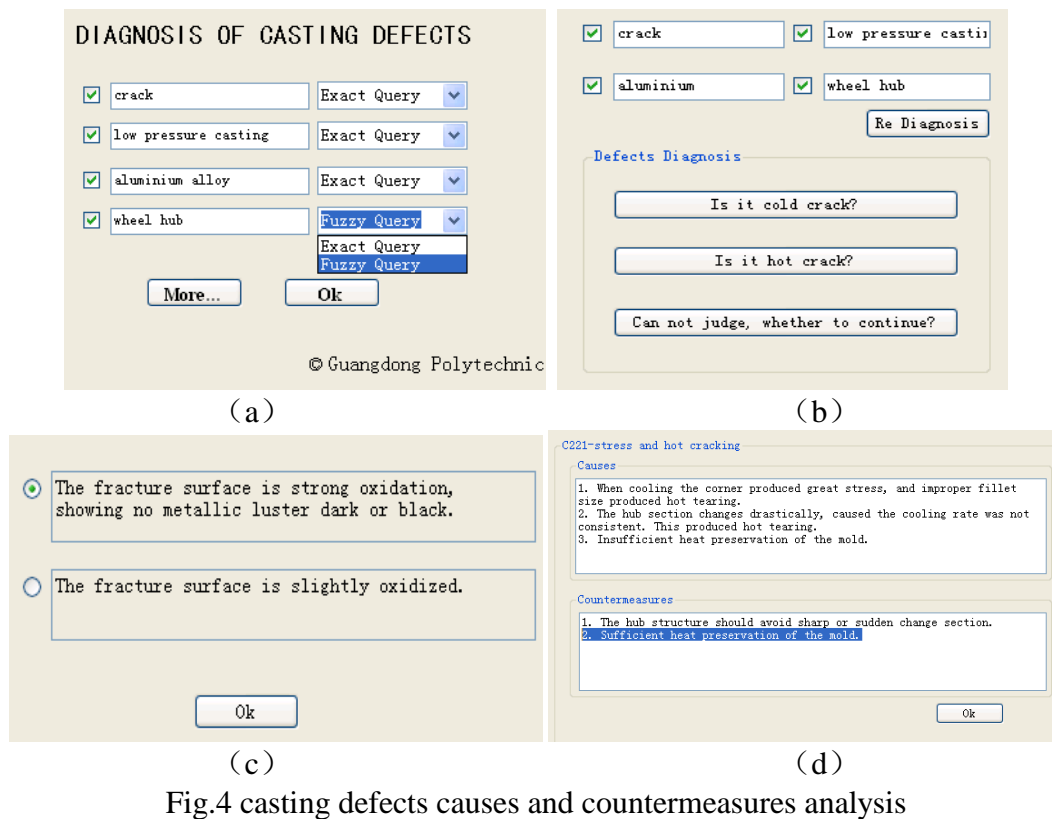 DIAGNOSIS OF CASTING DEFECTS
crack Exact Query
low pressure casting Exact Query
aluminium alloy Exact Query
wheel hub Fuzzy Query
Exact Query
Fuzzy Query
More... Ok
© Guangdong Polytechnic
(a)
crack low pressure casti
aluminium wheel hub
Re Diagnosis
Defects Diagnosis
Is it cold crack?
Is it hot crack?
Can not judge, whether to continue?
(b)
The fracture surface is strong oxidation,
showing no metallic luster dark or black.
The fracture surface is slightly oxidized.
Ok
(c)
C221-stress and hot cracking
Causes
1. When cooling the corner produced great stress, and improper fillet
size produced hot tearing.
2. The hub section changes drastically, caused the cooling rate was not
consistent. This produced hot tearing.
3. Insufficient heat preservation of the mold.
Countermeasures
1. The hub structure should avoid sharp or sudden change section.
2. Sufficient heat preservation of the mold.
Ok
(d)
Fig.4 casting defects causes and countermeasures analysis